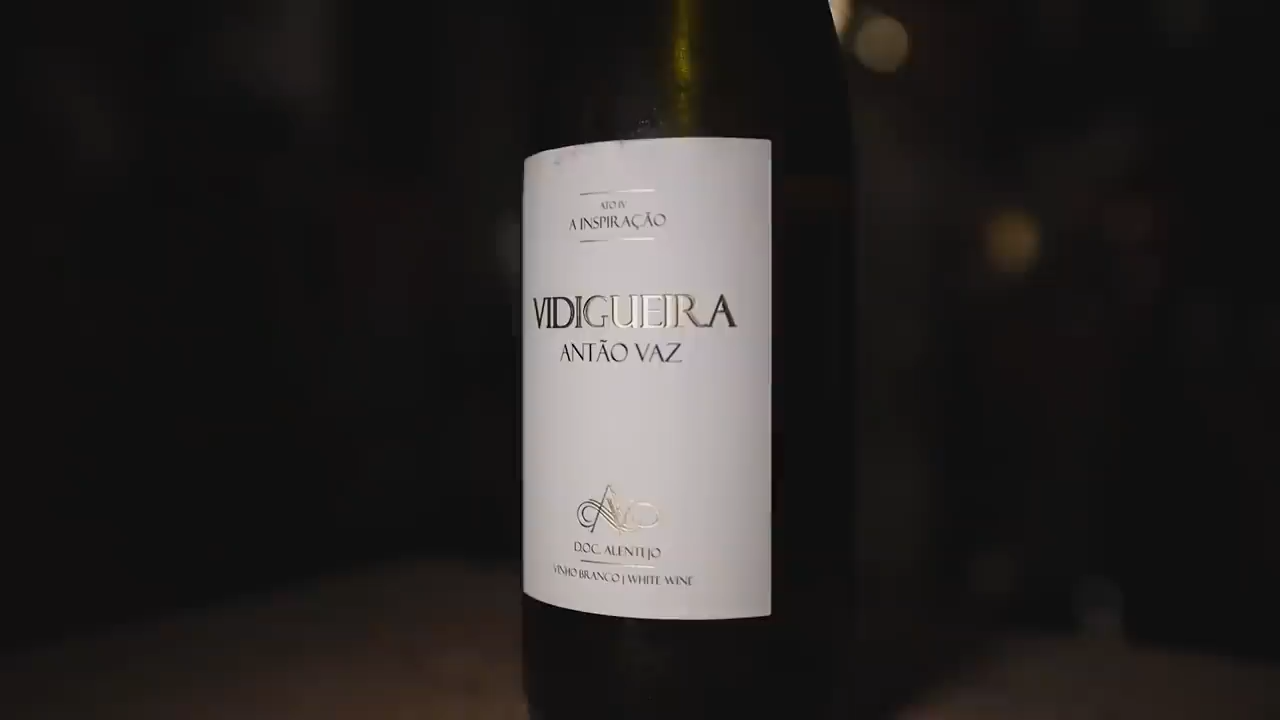 ATO IV
A INSPIRAÇÃO
VIDIGUEIRA
ANTÃO VAZ
D.O.C. ALENTEJO
VINHO BRANCO | WHITE WINE